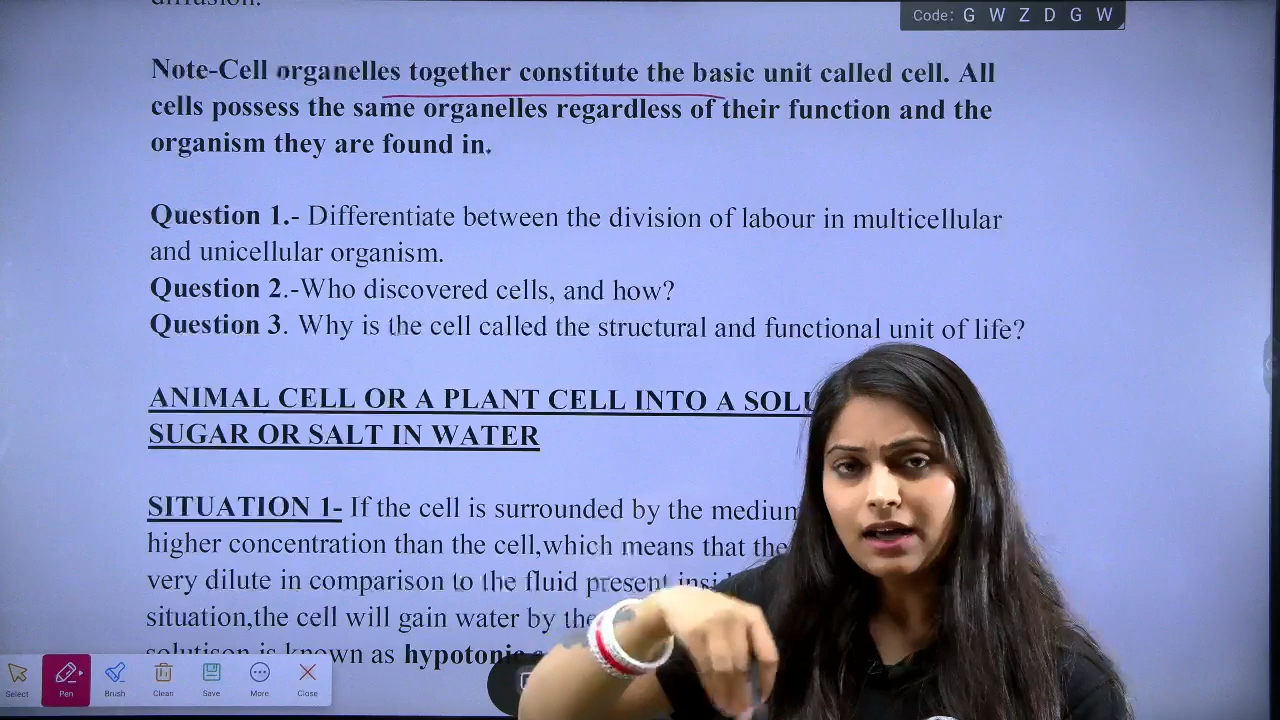 diffusion.
Code: G W Z D G W
Note-Cell organelles together constitute the basic unit called cell. All
cells possess the same organelles regardless of their function and the
organism they are found in.
Question 1.- Differentiate between the division of labour in multicellular
and unicellular organism.
Question 2.-Who discovered cells, and how?
Question 3. Why is the cell called the structural and functional unit of life?
ANIMAL CELL OR A PLANT CELL INTO A
SUGAR OR SALT IN WATER
SITUATION 1- If the cell is surrounded by the medium
higher concentration than the cell,which means that the
very dilute in comparison to the fluid present
situation,the cell will gain water by the
is known as hypotonic
Select Pen Brush Clean Save More Close